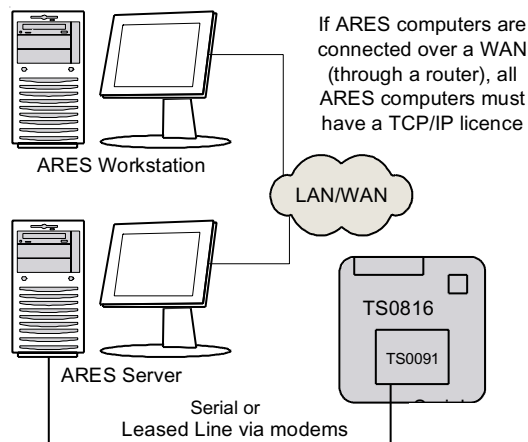 If ARES computers are
connected over a WAN
(through a router), all
ARES computers must
have a TCP/IP licence
ARES Workstation
LAN/WAN
TS0816
TS0091
ARES Server
Serial or
Leased Line via modems